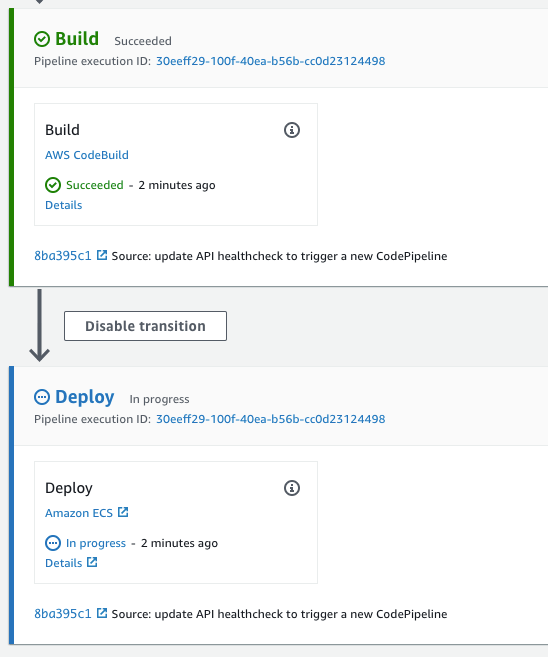 Build Succeeded
Pipeline execution ID: 30eeff29-100f-40ea-b56b-cc0d23124498
Build
AWS CodeBuild
Succeeded - 2 minutes ago
Details
8ba395c1 Source: update API healthcheck to trigger a new CodePipeline
Disable transition
Deploy In progress
Pipeline execution ID: 30eeff29-100f-40ea-b56b-cc0d23124498
Deploy
Amazon ECS
In progress - 2 minutes ago
Details
8ba395c1 Source: update API healthcheck to trigger a new CodePipeline